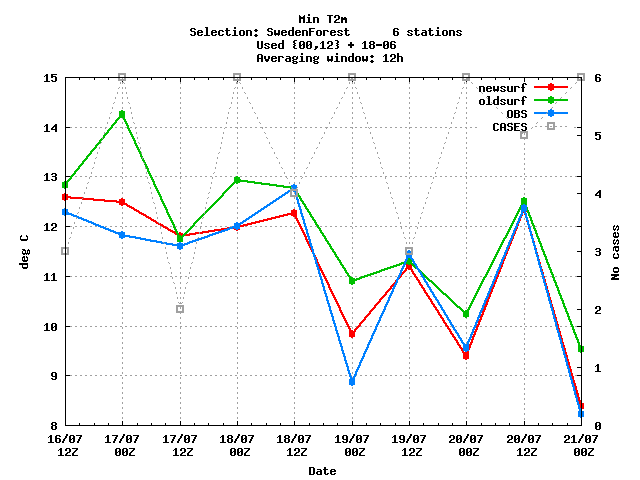 Min T2m
Selection: SwedenForest 6 stations
Used {00,12} + 18-06
Averaging window: 12h
newsurf
oldsurf
OBS
CASES
15
14
13
12
11
10
9
8
deg C
6
5
4
3
2
1
0
No cases
16/07 17/07 17/07 18/07 18/07 19/07 19/07 20/07 20/07 21/07
12Z 00Z 12Z 00Z 12Z 00Z 12Z 00Z 12Z 00Z
Date